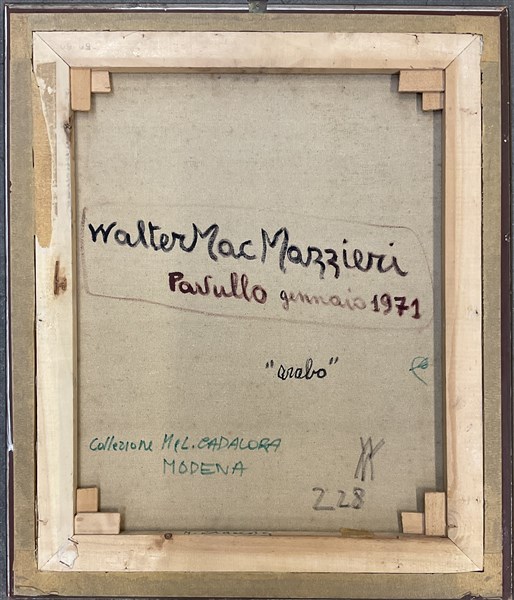 Walter Mac Mazzieri
Pavullo gennaio 1971
"arabo"
Collezione M e L. CADALORA
MODENA
228